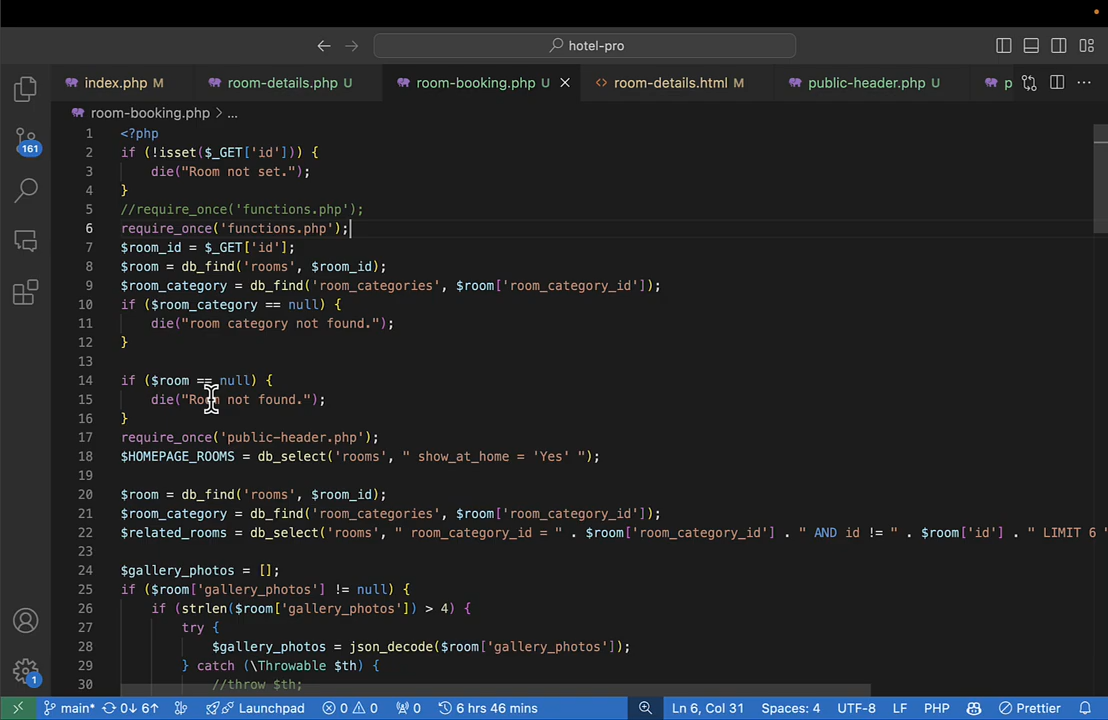 hotel-pro
index.php M
room-details.php U
room-booking.php U
room-details.html M
public-header.php U
p
room-booking.php > ...
161
1 <?php
2 if (!isset($_GET['id'])) {
3 die("Room not set.");
4 }
5 //require_once('functions.php');
6 require_once('functions.php');
7 $room_id = $_GET['id'];
8 $room = db_find('rooms', $room_id);
9 $room_category = db_find('room_categories', $room['room_category_id']);
10 if ($room_category == null) {
11 die("room category not found.");
12 }
13
14 if ($room == null) {
15 die("Room not found.");
16 }
17 require_once('public-header.php');
18 $HOMEPAGE_ROOMS = db_select('rooms', " show_at_home = 'Yes' ");
19
20 $room = db_find('rooms', $room_id);
21 $room_category = db_find('room_categories', $room['room_category_id']);
22 $related_rooms = db_select('rooms', " room_category_id = " . $room['room_category_id'] . " AND id != " . $room['id'] . " LIMIT 6 "
23
24 $gallery_photos = [];
25 if ($room['gallery_photos'] != null) {
26 if (strlen($room['gallery_photos']) > 4) {
27 try {
28 $gallery_photos = json_decode($room['gallery_photos']);
29 } catch (\Throwable $th) {
30 //throw $th;
1
main* 0↓ 6↑ Launchpad 0 0 0 6 hrs 46 mins Ln 6, Col 31 Spaces: 4 UTF-8 LF PHP Prettier